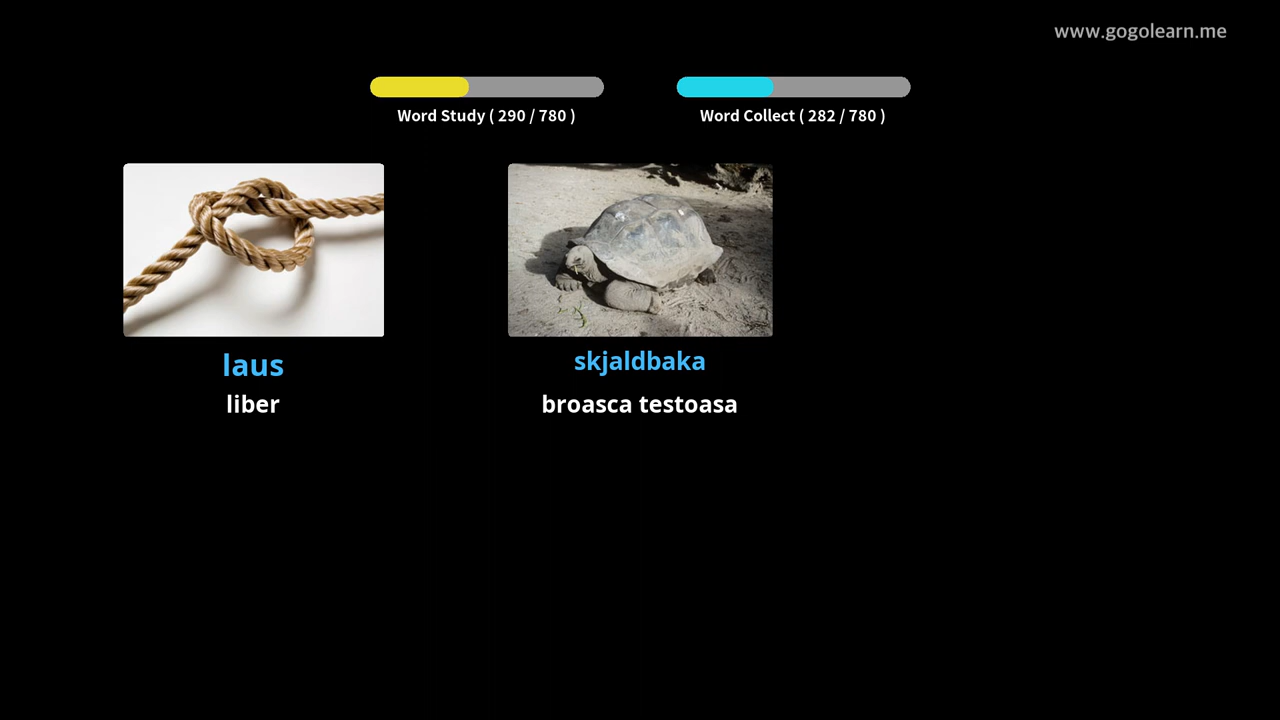 www.gogolearn.me
Word Study ( 290 / 780 )
Word Collect ( 282 / 780 )
laus
liber
skjaldbaka
broasca testoasa